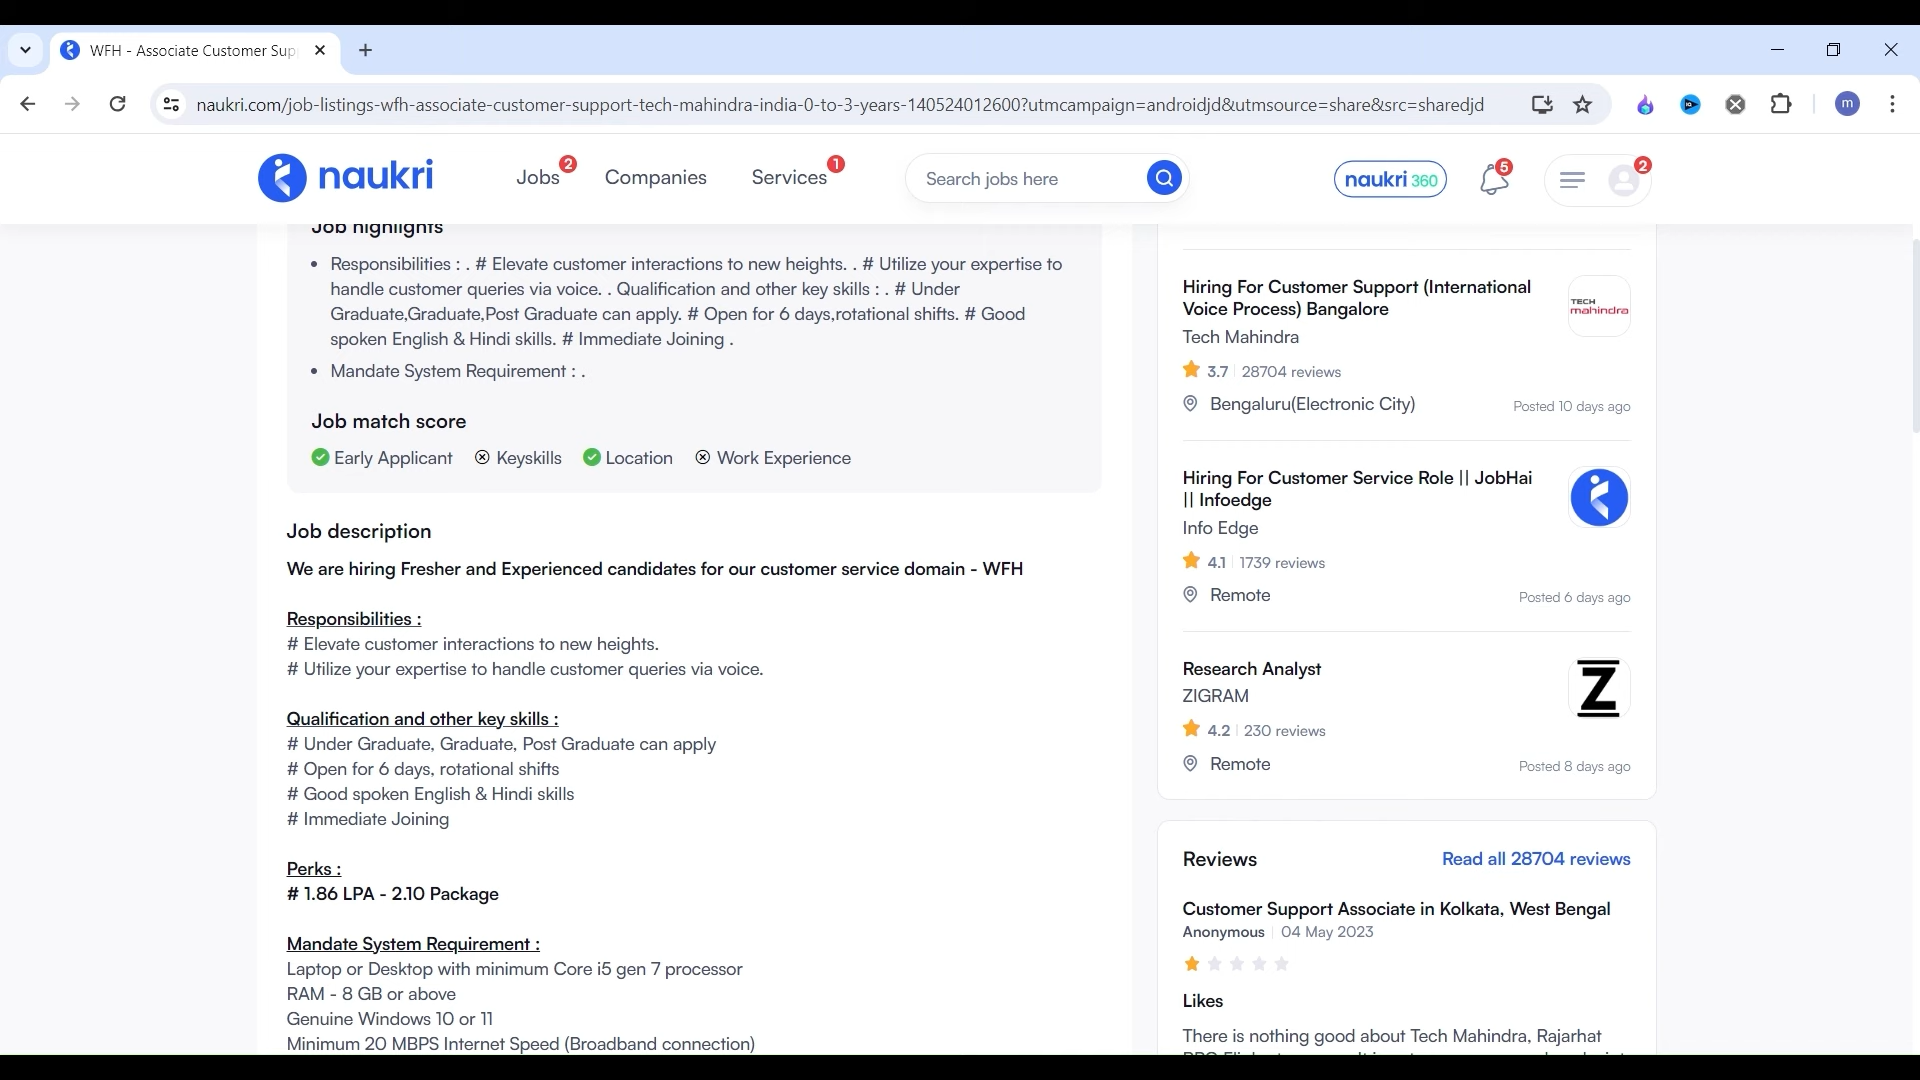 WFH - Associate Customer Sup
naukri.com/job-listings-wfh-associate-customer-support-tech-mahindra-india-0-to-3-years-140524012600?utmcampaign=androidjd&utmsource=share&src=sharedjd
m
naukri
Jobs 2
Companies
Services 1
Search jobs here
naukri 360
5
2
Job highlights
Responsibilities : . # Elevate customer interactions to new heights. . # Utilize your expertise to
handle customer queries via voice. . Qualification and other key skills : . # Under
Graduate,Graduate,Post Graduate can apply. # Open for 6 days,rotational shifts. # Good
spoken English & Hindi skills. # Immediate Joining .
Mandate System Requirement : .
Job match score
Early Applicant Keyskills Location Work Experience
Job description
We are hiring Fresher and Experienced candidates for our customer service domain - WFH
Responsibilities :
# Elevate customer interactions to new heights.
# Utilize your expertise to handle customer queries via voice.
Qualification and other key skills :
# Under Graduate, Graduate, Post Graduate can apply
# Open for 6 days, rotational shifts
# Good spoken English & Hindi skills
# Immediate Joining
Perks :
# 1.86 LPA - 2.10 Package
Mandate System Requirement :
Laptop or Desktop with minimum Core i5 gen 7 processor
RAM - 8 GB or above
Genuine Windows 10 or 11
Minimum 20 MBPS Internet Speed (Broadband connection)
Hiring For Customer Support (International
Voice Process) Bangalore
Tech Mahindra
TECH
mahindra
3.7 28704 reviews
Bengaluru(Electronic City)
Posted 10 days ago
Hiring For Customer Service Role || JobHai
|| Infoedge
Info Edge
4.1 1739 reviews
Remote
Posted 6 days ago
Research Analyst
ZIGRAM
Z
4.2 230 reviews
Remote
Posted 8 days ago
Reviews
Read all 28704 reviews
Customer Support Associate in Kolkata, West Bengal
Anonymous 04 May 2023
Likes
There is nothing good about Tech Mahindra, Rajarhat